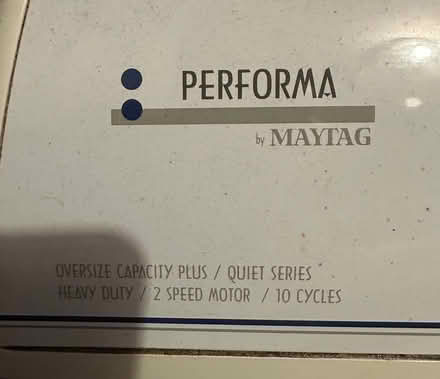 PERFORMA
by MAYTAG
OVERSIZE CAPACITY PLUS / QUIET SERIES
HEAVY DUTY / 2 SPEED MOTOR / 10 CYCLES